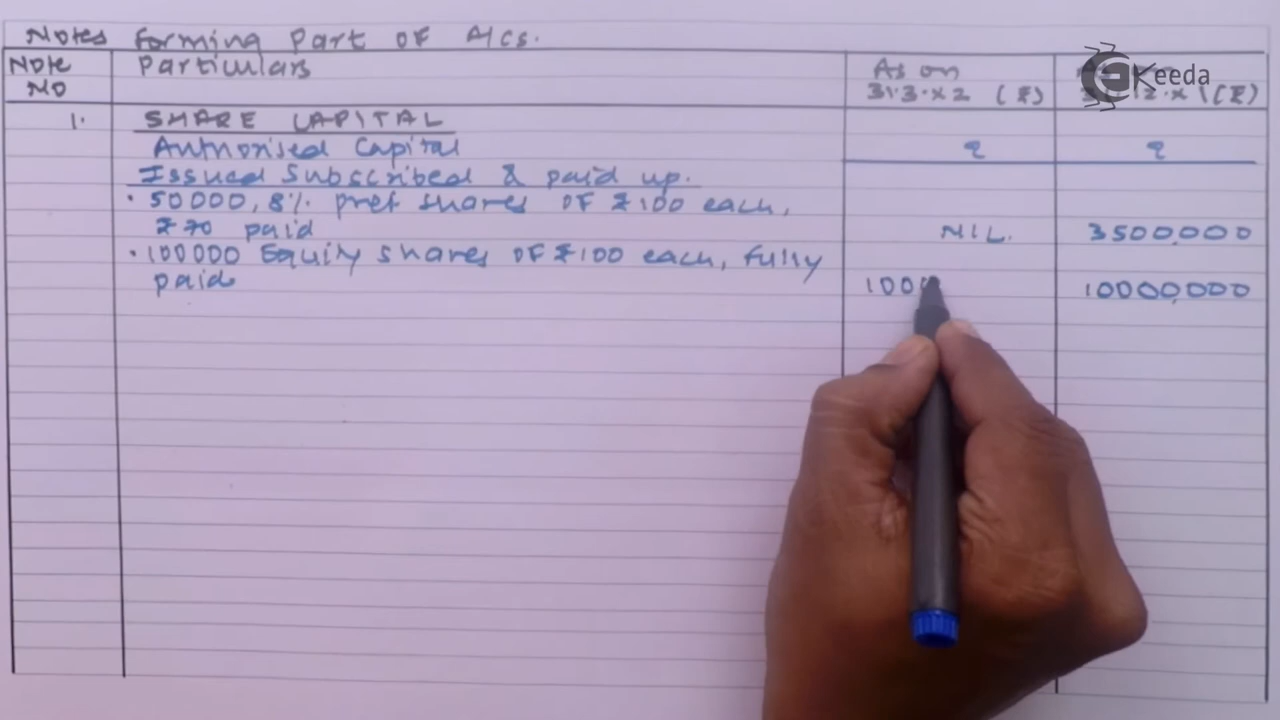 Notes Forming Part OF A/cs.
Note No Particulars As on 31.3.x2 (₹) 31.12.x1 (₹)
Keeda
1. SHARE CAPITAL
Authorised Capital ? ?
Issued Subscribed & paid up.
• 50000, 8% pref shares OF ₹100 each,
₹70 paid NIL. 3500,000
• 100000 Equity shares OF ₹100 each, fully
paid 1000 10000,000